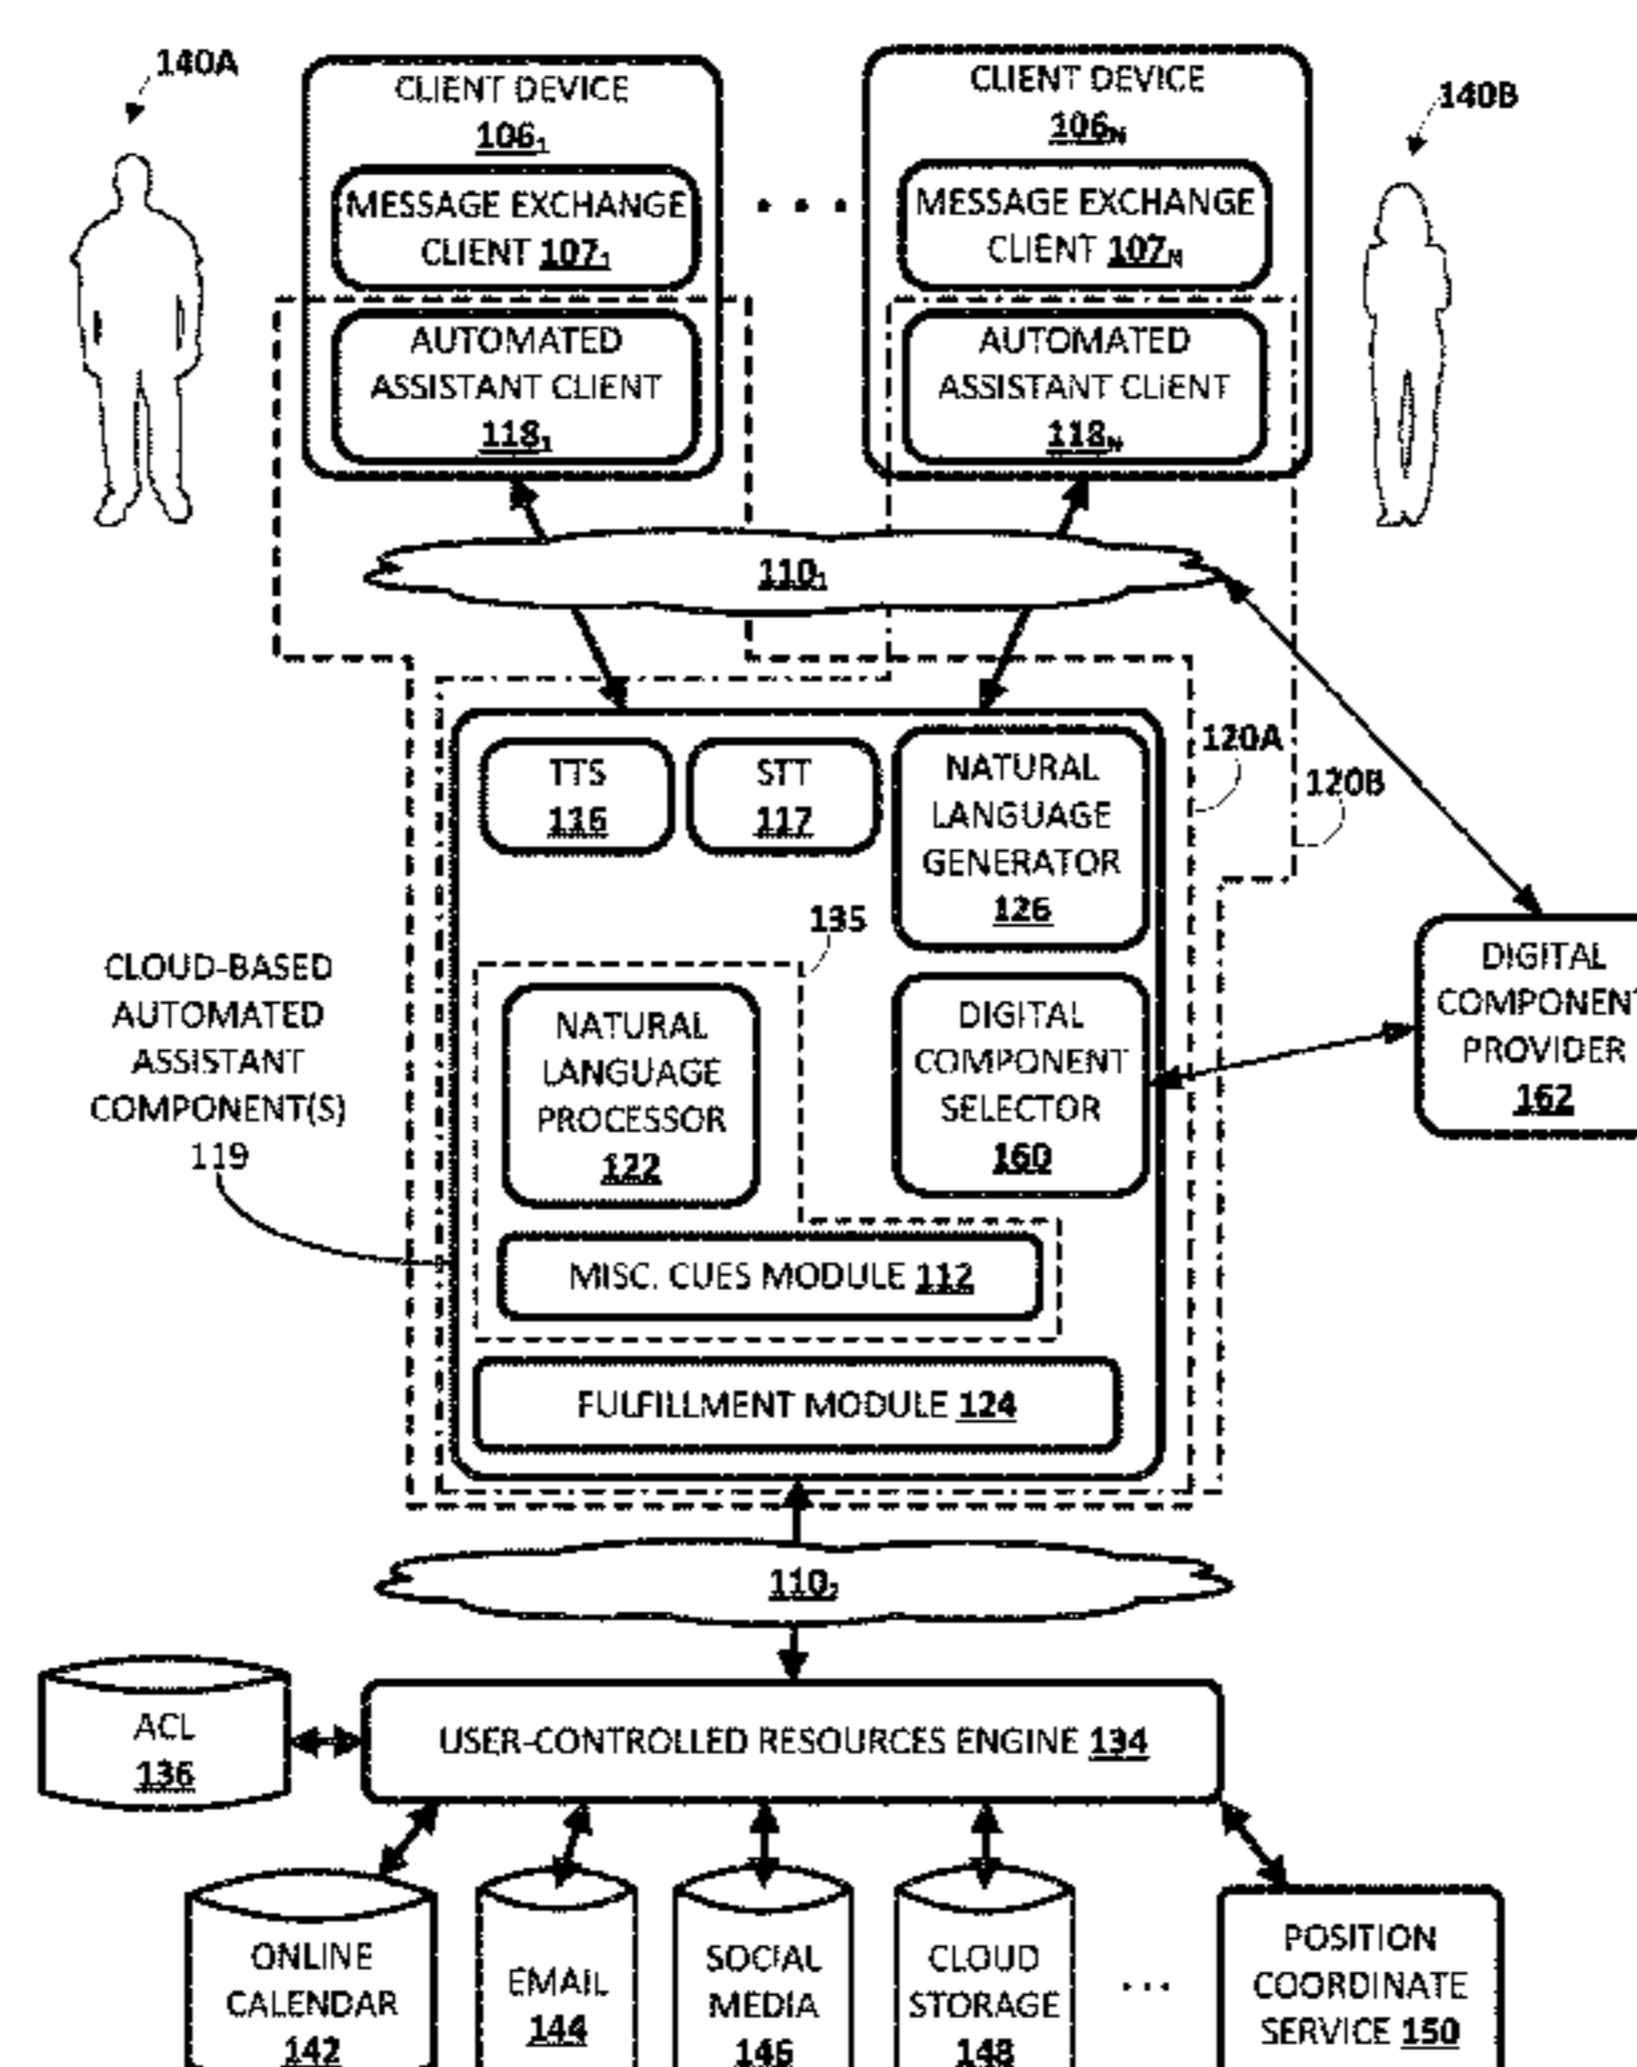 140A
CLIENT DEVICE
106₁
MESSAGE EXCHANGE
CLIENT 107₁
AUTOMATED
ASSISTANT CLIENT
118₁
CLIENT DEVICE
106N
MESSAGE EXCHANGE
CLIENT 107N
AUTOMATED
ASSISTANT CLIENT
118N
140B
110₁
120A
120B
TTS
116
STT
117
NATURAL
LANGUAGE
GENERATOR
126
135
CLOUD-BASED
AUTOMATED
ASSISTANT
COMPONENT(S)
119
NATURAL
LANGUAGE
PROCESSOR
122
DIGITAL
COMPONENT
SELECTOR
160
DIGITAL
COMPONENT
PROVIDER
162
MISC. CUES MODULE 112
FULFILLMENT MODULE 124
110₂
ACL
136
USER-CONTROLLED RESOURCES ENGINE 134
ONLINE
CALENDAR
142
EMAIL
144
SOCIAL
MEDIA
146
CLOUD
STORAGE
148
...
POSITION
COORDINATE
SERVICE 150